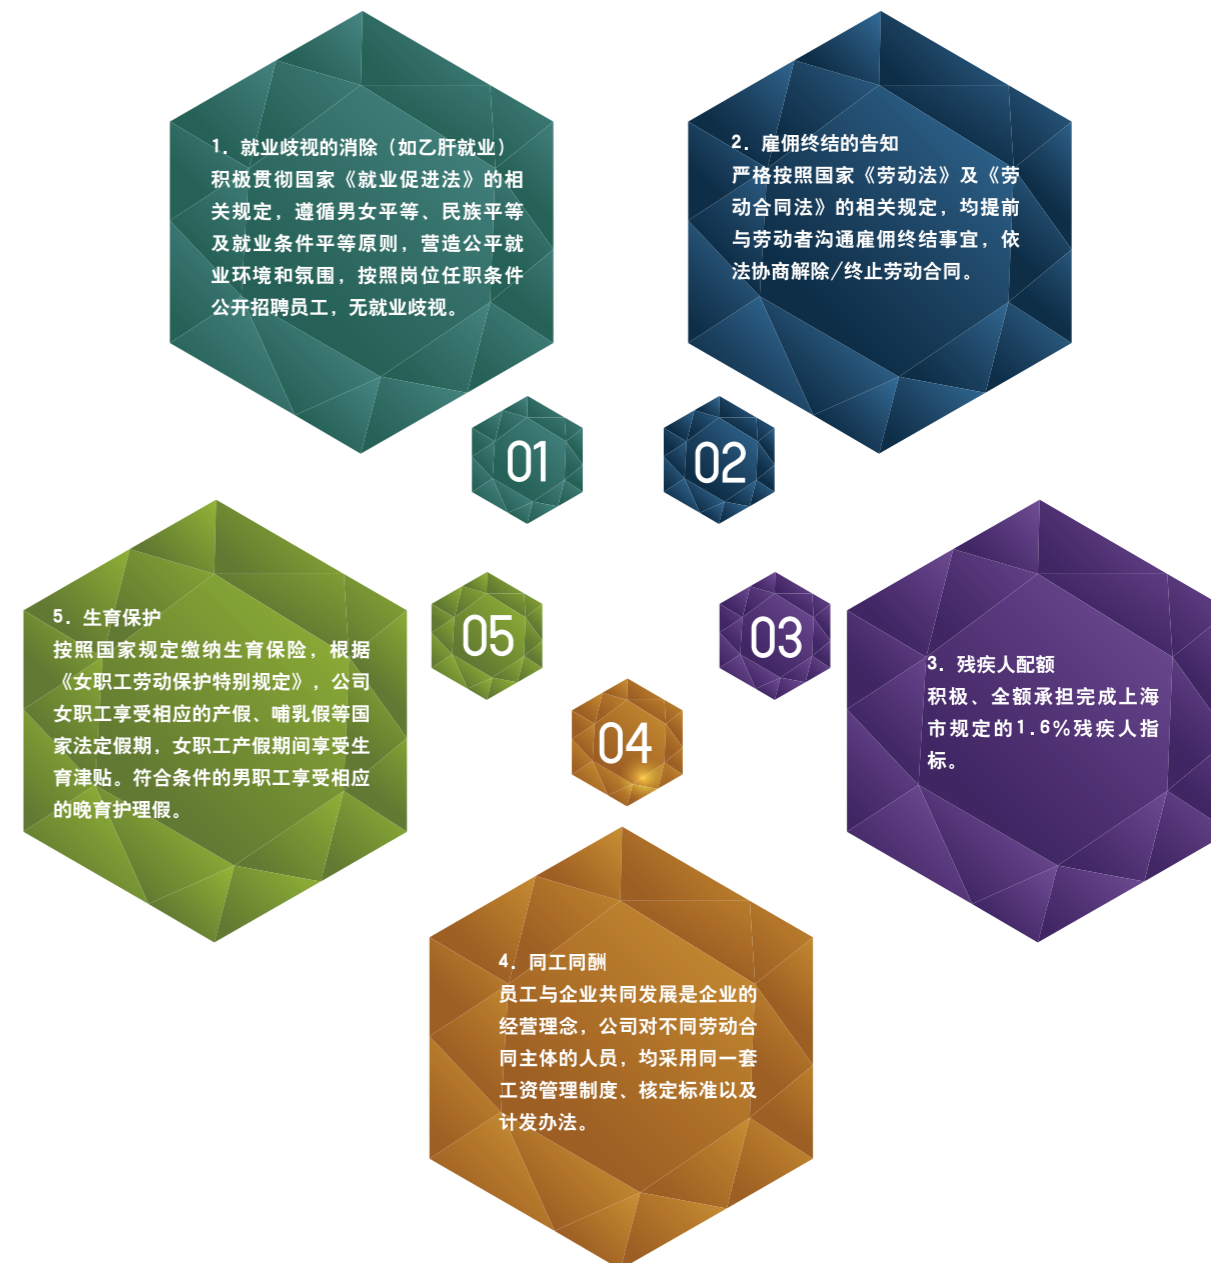 1. 就业歧视的消除（如乙肝就业）
积极贯彻国家《就业促进法》的相
关规定，遵循男女平等、民族平等
及就业条件平等原则，营造公平就
业环境和氛围，按照岗位任职条件
公开招聘员工，无就业歧视。
2. 雇佣终结的告知
严格按照国家《劳动法》及《劳
动合同法》的相关规定，均提前
与劳动者沟通雇佣终结事宜，依
法协商解除/终止劳动合同。
01
02
5. 生育保护
按照国家规定缴纳生育保险，根据
《女职工劳动保护特别规定》，公司
女职工享受相应的产假、哺乳假等国
家法定假期，女职工产假期间享受生
育津贴。符合条件的男职工享受相应
的晚育护理假。
05
03
3. 残疾人配额
积极、全额承担完成上海
市规定的1.6%残疾人指
标。
04
4. 同工同酬
员工与企业共同发展是企业的
经营理念，公司对不同劳动合
同主体的人员，均采用同一套
工资管理制度、核定标准以及
计发办法。